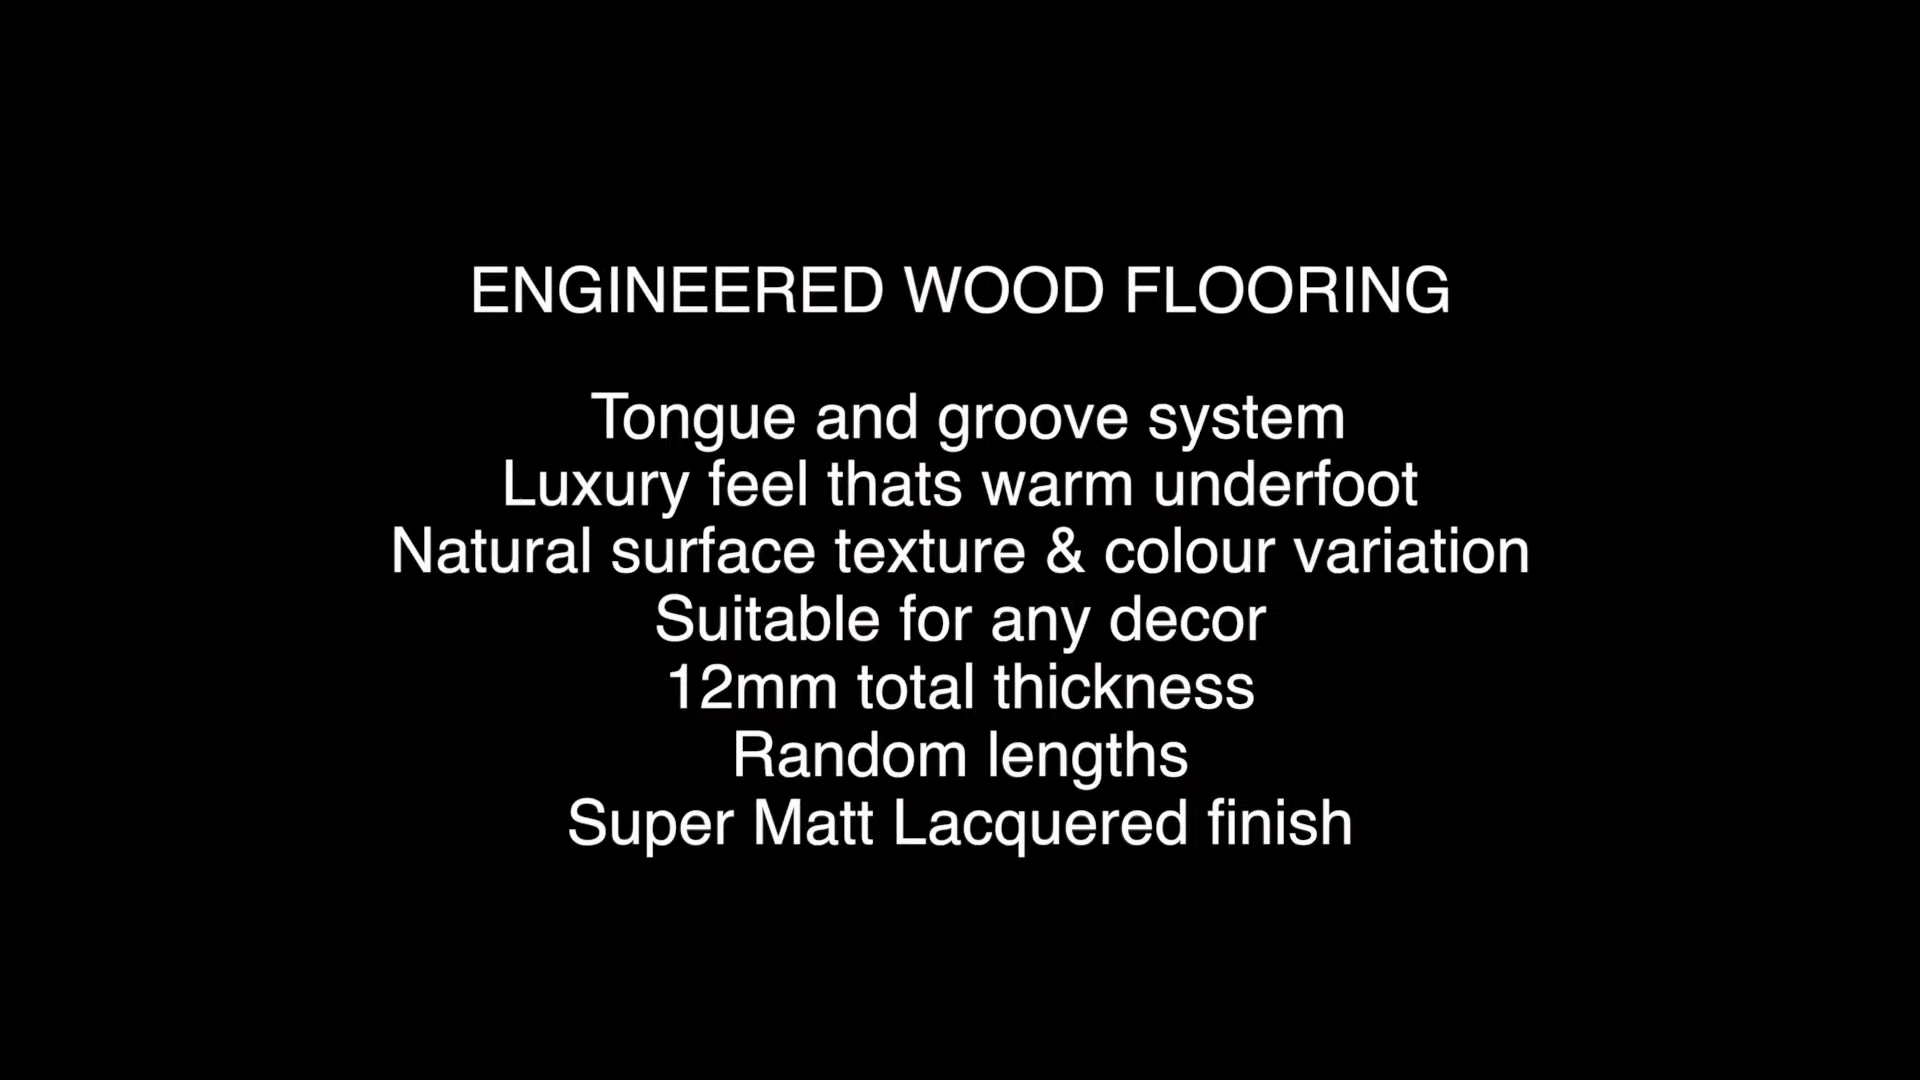 ENGINEERED WOOD FLOORING
Tongue and groove system
Luxury feel thats warm underfoot
Natural surface texture & colour variation
Suitable for any decor
12mm total thickness
Random lengths
Super Matt Lacquered finish